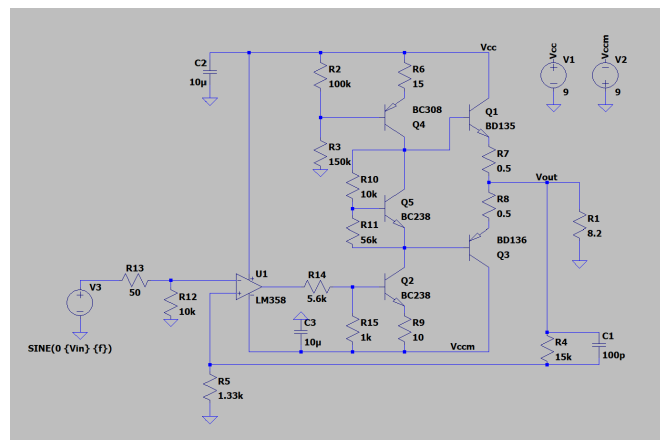 C2
10µ
R2
100k
R6
15
Vcc
BC308
Q4
Q1
BD135
R3
150k
R7
0.5
R10
10k
Q5
BC238
R11
56k
Vout
R8
0.5
BD136
Q3
R1
8.2
Vcc
V1
9
Vccm
V2
9
V3
R13
50
R12
10k
SINE(0 {Vin} {f})
U1
LM358
R14
5.6k
Q2
BC238
C3
10µ
R15
1k
R9
10
Vccm
R4
15k
C1
100p
R5
1.33k